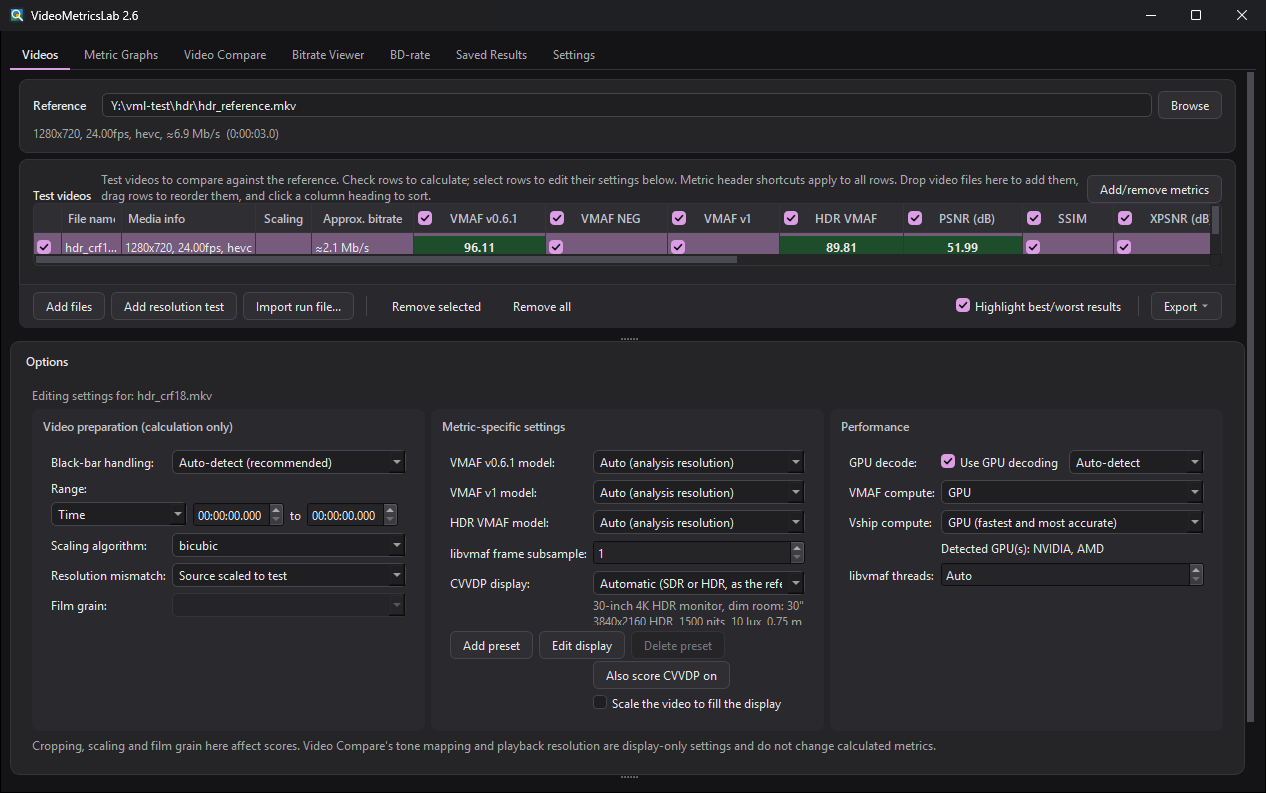 VideoMetricsLab 2.6
Videos Metric Graphs Video Compare Bitrate Viewer BD-rate Saved Results Settings
Reference Y:\vml-test\hdr\hdr_reference.mkv Browse
1280x720, 24.00fps, hevc, ≈6.9 Mb/s (0:00:03.0)
Test videos to compare against the reference. Check rows to calculate; select rows to edit their settings below. Metric header shortcuts apply to all rows. Drop video files here to add them,
Test videos drag rows to reorder them, and click a column heading to sort. Add/remove metrics
File name Media info Scaling Approx. bitrate VMAF v0.6.1 VMAF NEG VMAF v1 HDR VMAF PSNR (dB) SSIM XPSNR (dB
hdr_crf1... 1280x720, 24.00fps, hevc ≈2.1 Mb/s 96.11 89.81 51.99
Add files Add resolution test Import run file... Remove selected Remove all Highlight best/worst results Export
Options
Editing settings for: hdr_crf18.mkv
Video preparation (calculation only)
Black-bar handling: Auto-detect (recommended)
Range:
Time 00:00:00.000 to 00:00:00.000
Scaling algorithm: bicubic
Resolution mismatch: Source scaled to test
Film grain:
Metric-specific settings
VMAF v0.6.1 model: Auto (analysis resolution)
VMAF v1 model: Auto (analysis resolution)
HDR VMAF model: Auto (analysis resolution)
libvmaf frame subsample: 1
CVVDP display: Automatic (SDR or HDR, as the refe
30-inch 4K HDR monitor, dim room: 30"
3840x2160 HDR, 1500 nits, 10 lux, 0.75 m
Add preset Edit display Delete preset
Also score CVVDP on
Scale the video to fill the display
Performance
GPU decode: Use GPU decoding Auto-detect
VMAF compute: GPU
Vship compute: GPU (fastest and most accurate)
Detected GPU(s): NVIDIA, AMD
libvmaf threads: Auto
Cropping, scaling and film grain here affect scores. Video Compare's tone mapping and playback resolution are display-only settings and do not change calculated metrics.